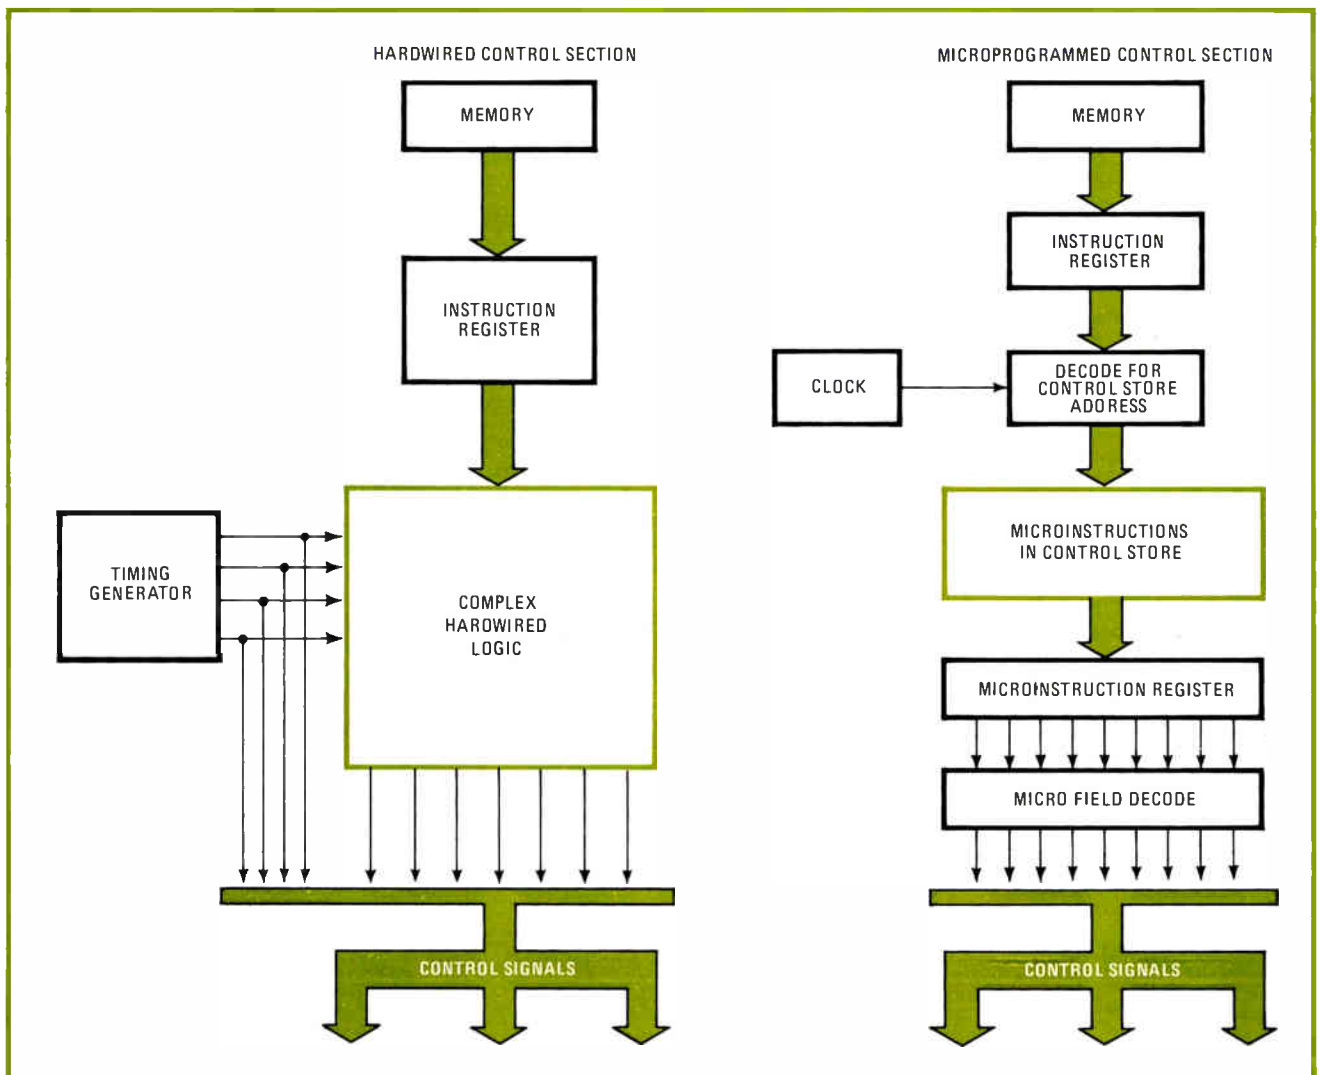 HARDWIRED CONTROL SECTION
MEMORY
INSTRUCTION
REGISTER
TIMING
GENERATOR
COMPLEX
HARDWIRED
LOGIC
CONTROL SIGNALS
MICROPROGRAMMED CONTROL SECTION
MEMORY
INSTRUCTION
REGISTER
CLOCK
DECODE FOR
CONTROL STORE
ADDRESS
MICROINSTRUCTIONS
IN CONTROL STORE
MICROINSTRUCTION REGISTER
MICRO FIELD DECODE
CONTROL SIGNALS